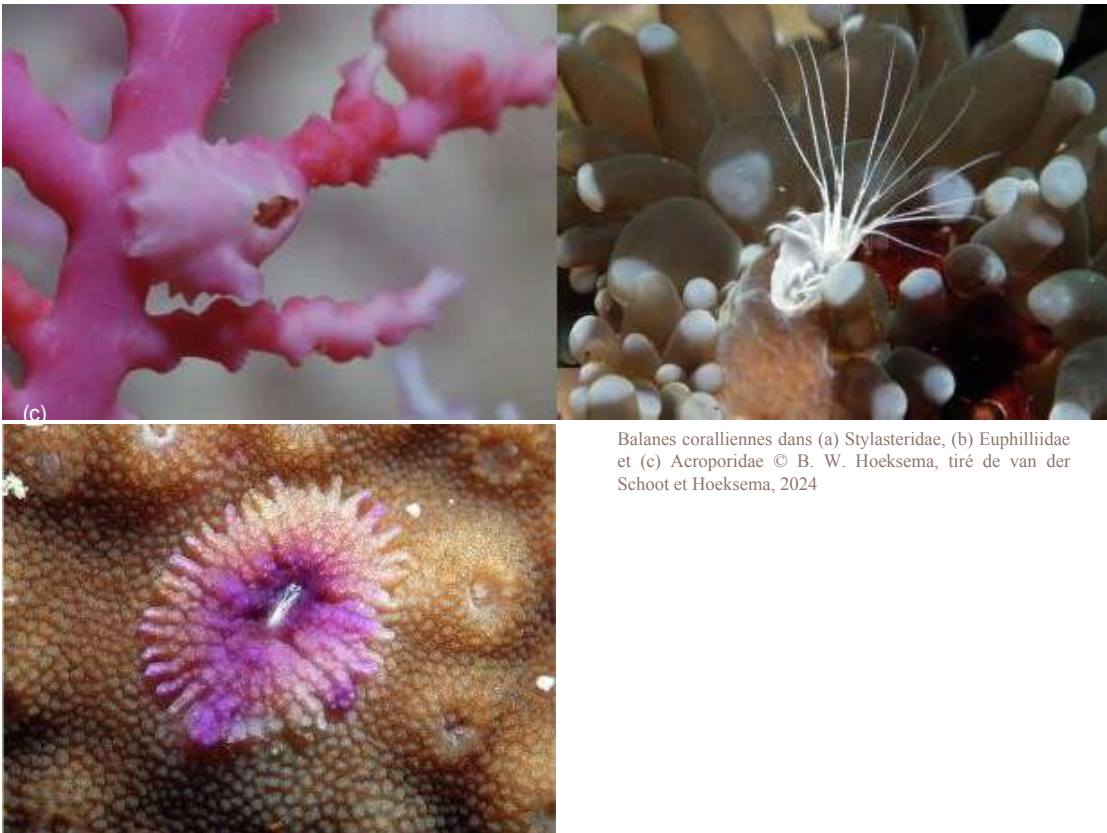 (c)
Balanes coralliennes dans (a) Stylasteridae, (b) Euphilliidae
et (c) Acroporidae © B. W. Hoeksema, tiré de van der
Schoot et Hoeksema, 2024